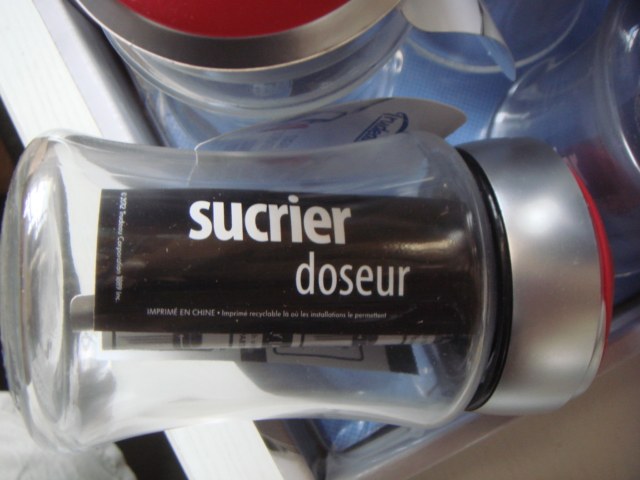 sucrier
doseur
IMPRIMÉ EN CHINE • Imprimé recyclable là où les installations le permettent